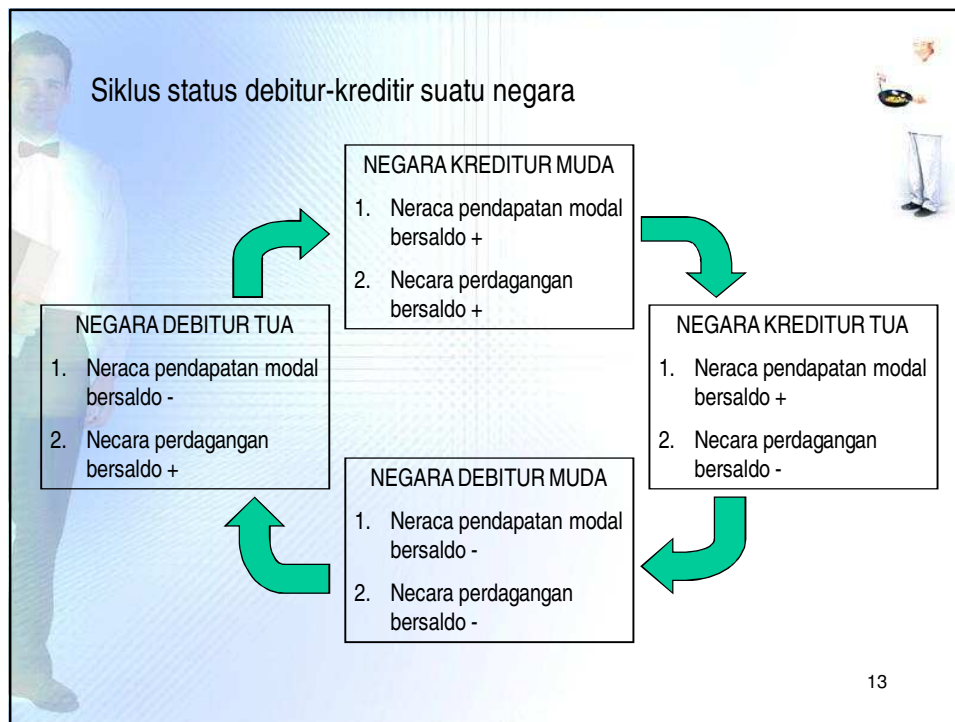 Siklus status debitur-kreditir suatu negara
NEGARA KREDITUR MUDA
1. Neraca pendapatan modal
bersaldo +
2. Necara perdagangan
bersaldo +
NEGARA DEBITUR TUA
1. Neraca pendapatan modal
bersaldo -
2. Necara perdagangan
bersaldo +
NEGARA KREDITUR TUA
1. Neraca pendapatan modal
bersaldo +
2. Necara perdagangan
bersaldo -
NEGARA DEBITUR MUDA
1. Neraca pendapatan modal
bersaldo -
2. Necara perdagangan
bersaldo -
13